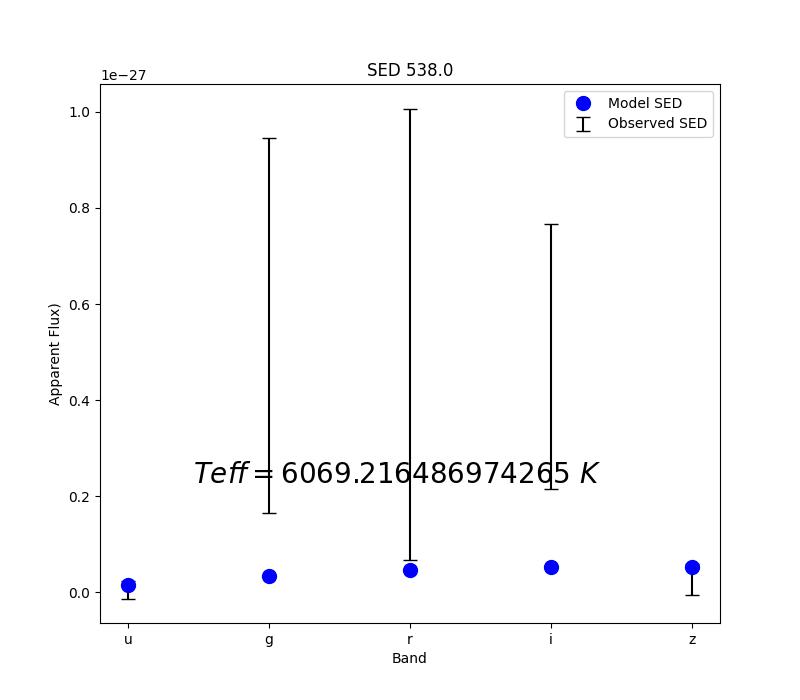 SED 538.0
1e−27
Model SED
Observed SED
1.0
0.8
0.6
0.4
0.2
0.0
Apparent Flux)
Teff = 6069.216486974265 K
u g r i z
Band